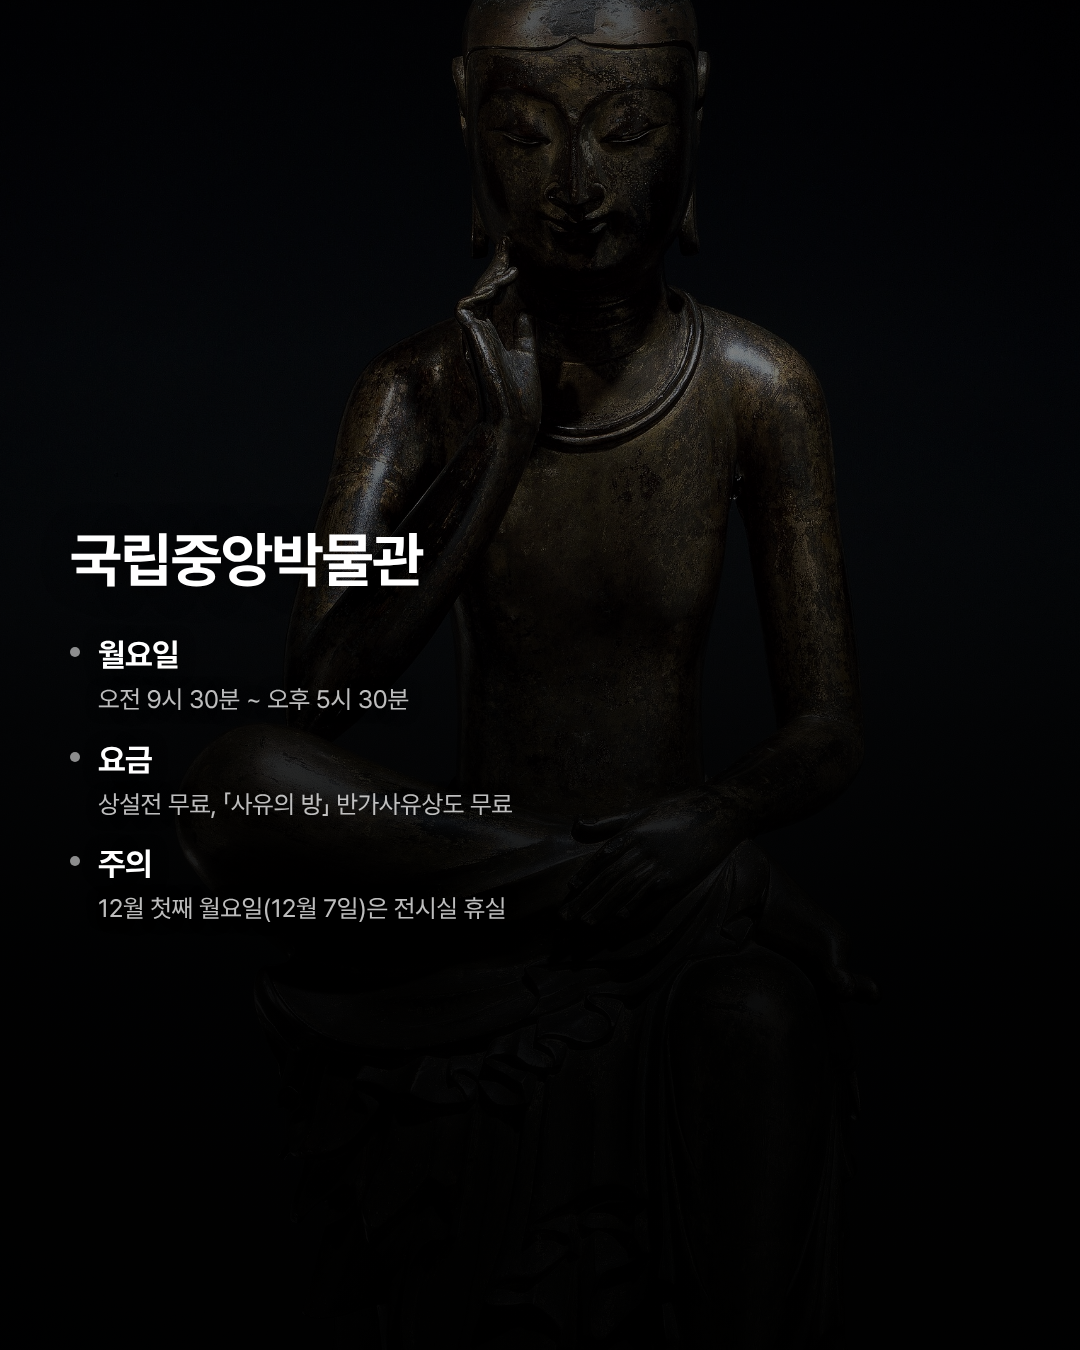 국립중앙박물관
월요일
오전 9시 30분 ~ 오후 5시 30분
요금
상설전 무료, 「사유의 방」 반가사유상도 무료
주의
12월 첫째 월요일(12월 7일)은 전시실 휴실